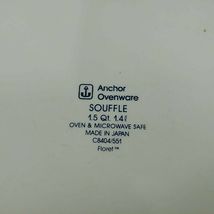 Anchor
Ovenware
SOUFFLE
1.5 Qt. 1.4 ℓ
OVEN & MICROWAVE SAFE
MADE IN JAPAN
C8404/551
Floret™